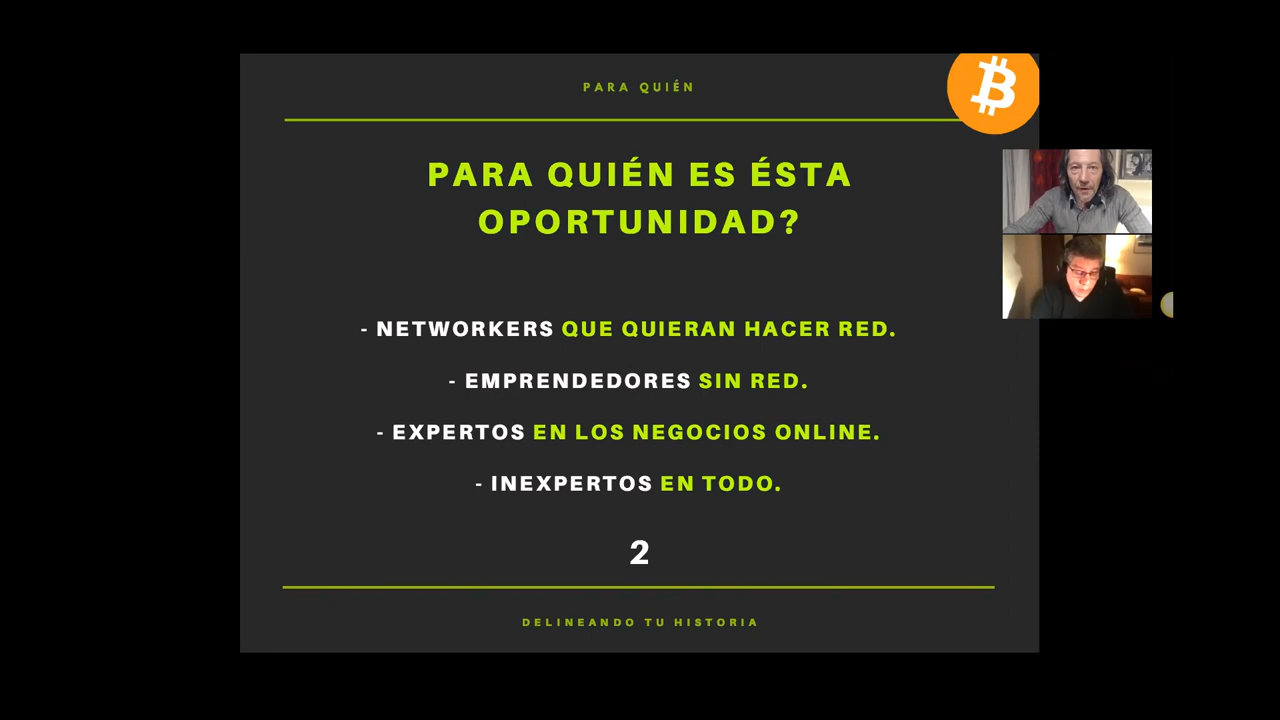 PARA QUIÉN
PARA QUIÉN ES ÉSTA
OPORTUNIDAD?
- NETWORKERS QUE QUIERAN HACER RED.
- EMPRENDEDORES SIN RED.
- EXPERTOS EN LOS NEGOCIOS ONLINE.
- INEXPERTOS EN TODO.
2
DELINEANDO TU HISTORIA